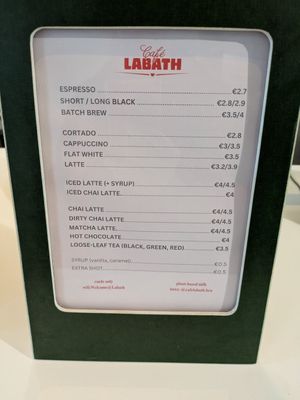 Café
LABATH
ESPRESSO €2.7
SHORT / LONG BLACK €2.8/2.9
BATCH BREW €3.5/4
CORTADO €2.8
CAPPUCCINO €3/3.5
FLAT WHITE €3.5
LATTE €3.2/3.9
ICED LATTE (+ SYRUP) €4/4.5
ICED CHAI LATTE €4
CHAI LATTE €4/4.5
DIRTY CHAI LATTE €4/4.5
MATCHA LATTE €4/4.5
HOT CHOCOLATE €4
LOOSE-LEAF TEA (BLACK, GREEN, RED) €3.5
SYRUP (vanilla, caramel) €0.5
EXTRA SHOT €0.5
plant based milk